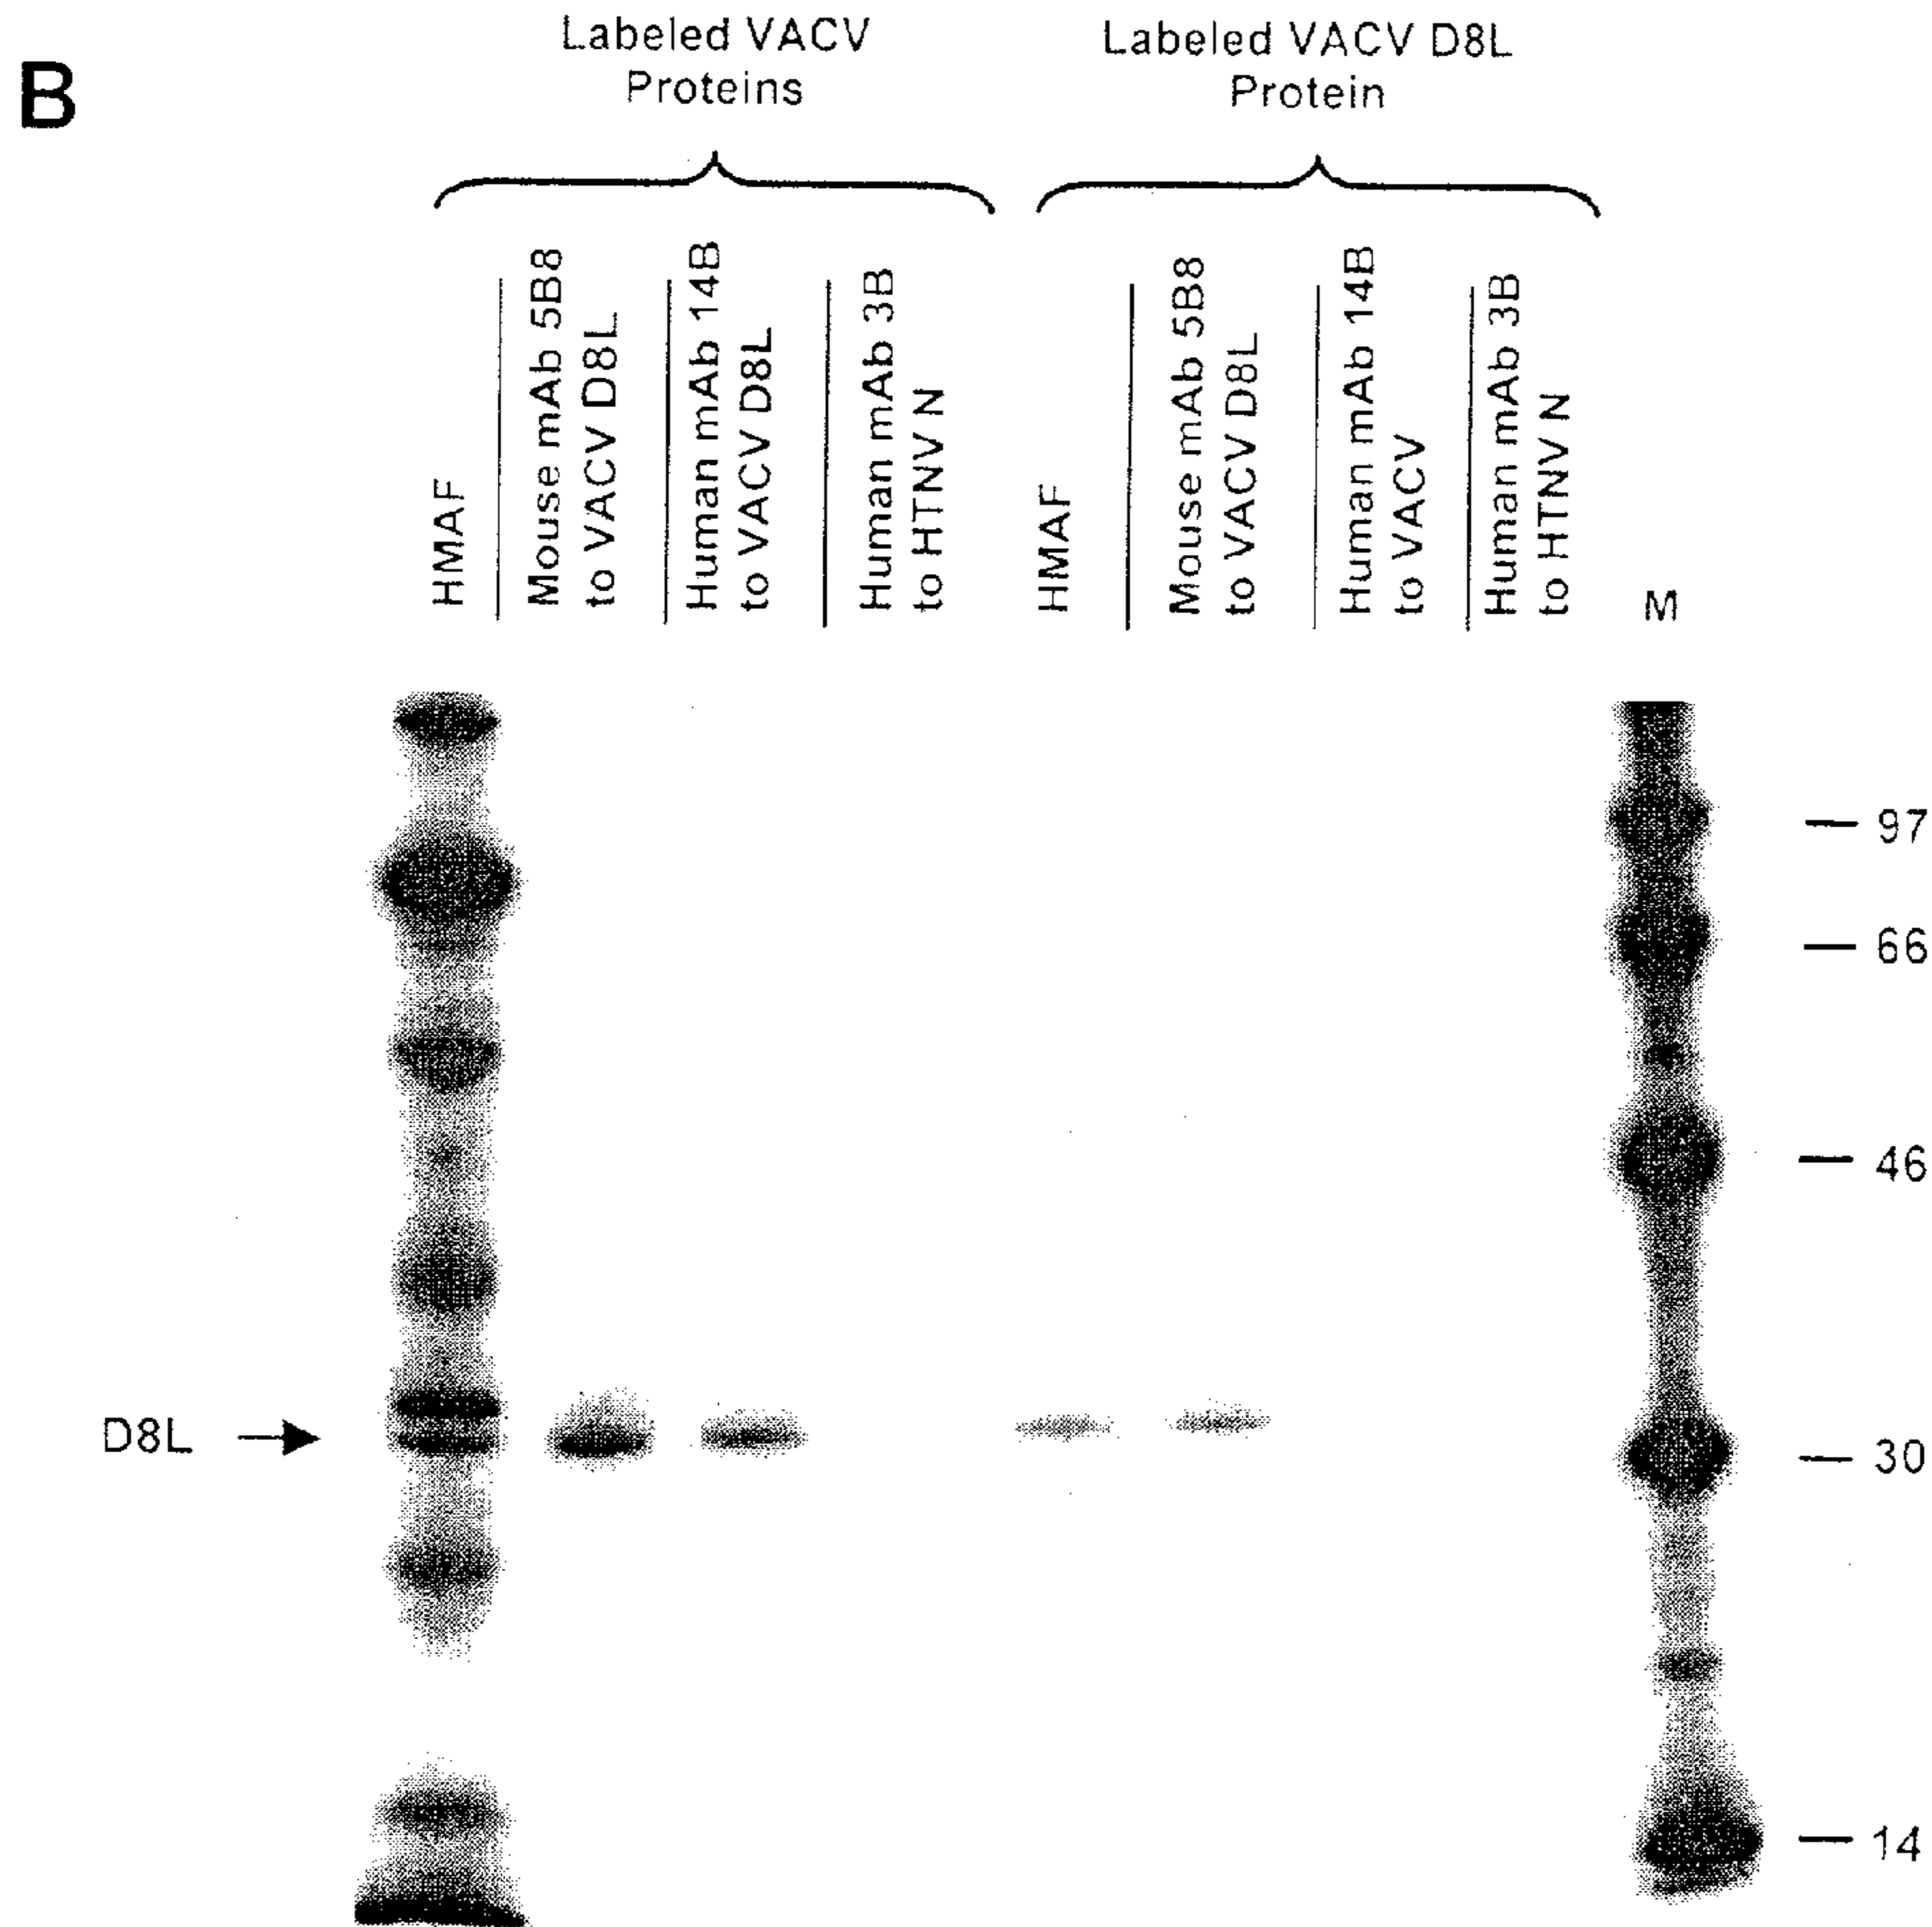 B
Labeled VACV
Proteins
Labeled VACV D8L
Protein
HMAF
Mouse mAb 5B8
to VACV D8L
Human mAb 14B
to VACV D8L
Human mAb 3B
to HTNV N
HMAF
Mouse mAb 5B8
to VACV D8L
Human mAb 14B
to VACV
Human mAb 3B
to HTNV N
M
97
66
46
D8L
30
14